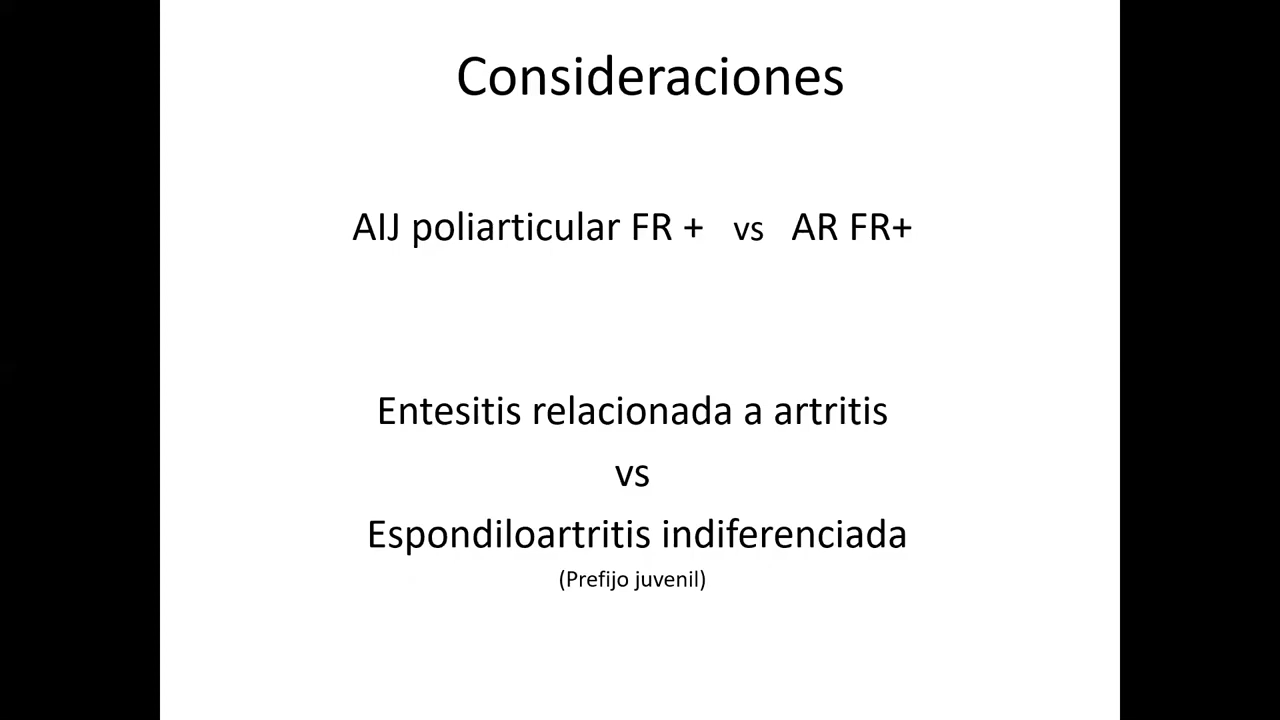 Consideraciones
AIJ poliarticular FR + vs AR FR+
Entesitis relacionada a artritis
vs
Espondiloartritis indiferenciada
(Prefijo juvenil)